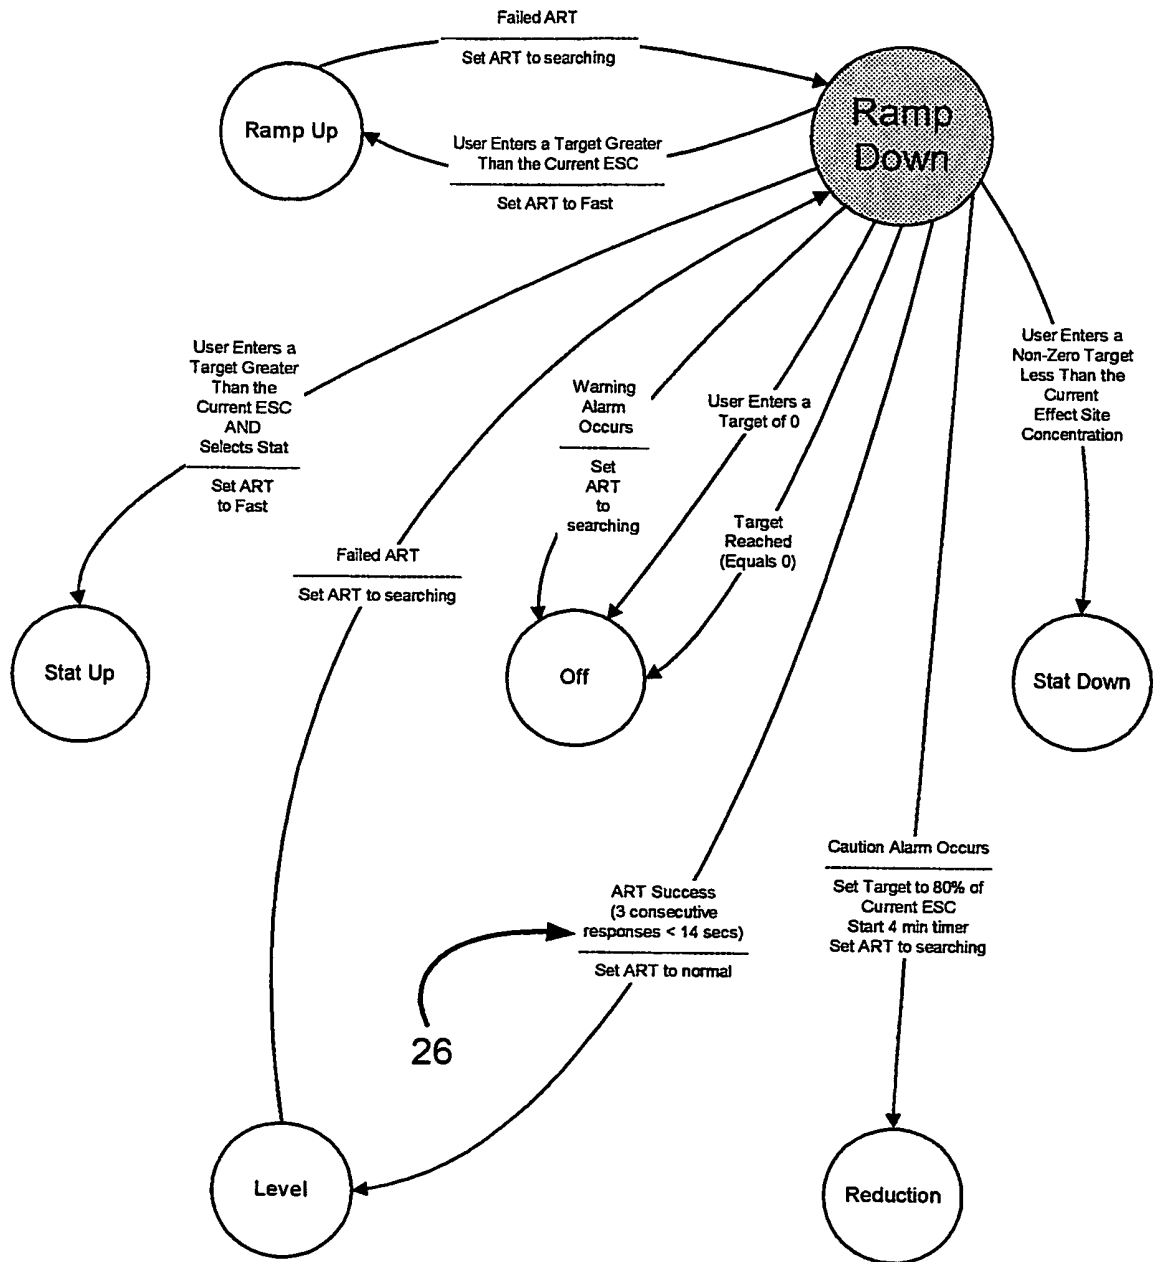 Failed ART
Set ART to searching
Ramp Up
Ramp
Down
User Enters a Target Greater
Than the Current ESC
Set ART to Fast
User Enters a
Target Greater
Than the
Current ESC
AND
Selects Stat
Set ART
to Fast
Warning
Alarm
Occurs
Set
ART
to
searching
User Enters a
Target of 0
User Enters a
Non-Zero Target
Less Than the
Current
Effect Site
Concentration
Target
Reached
(Equals 0)
Failed ART
Set ART to searching
Stat Up
Off
Stat Down
Caution Alarm Occurs
Set Target to 80% of
Current ESC
Start 4 min timer
Set ART to searching
ART Success
(3 consecutive
responses < 14 secs)
Set ART to normal
26
Level
Reduction